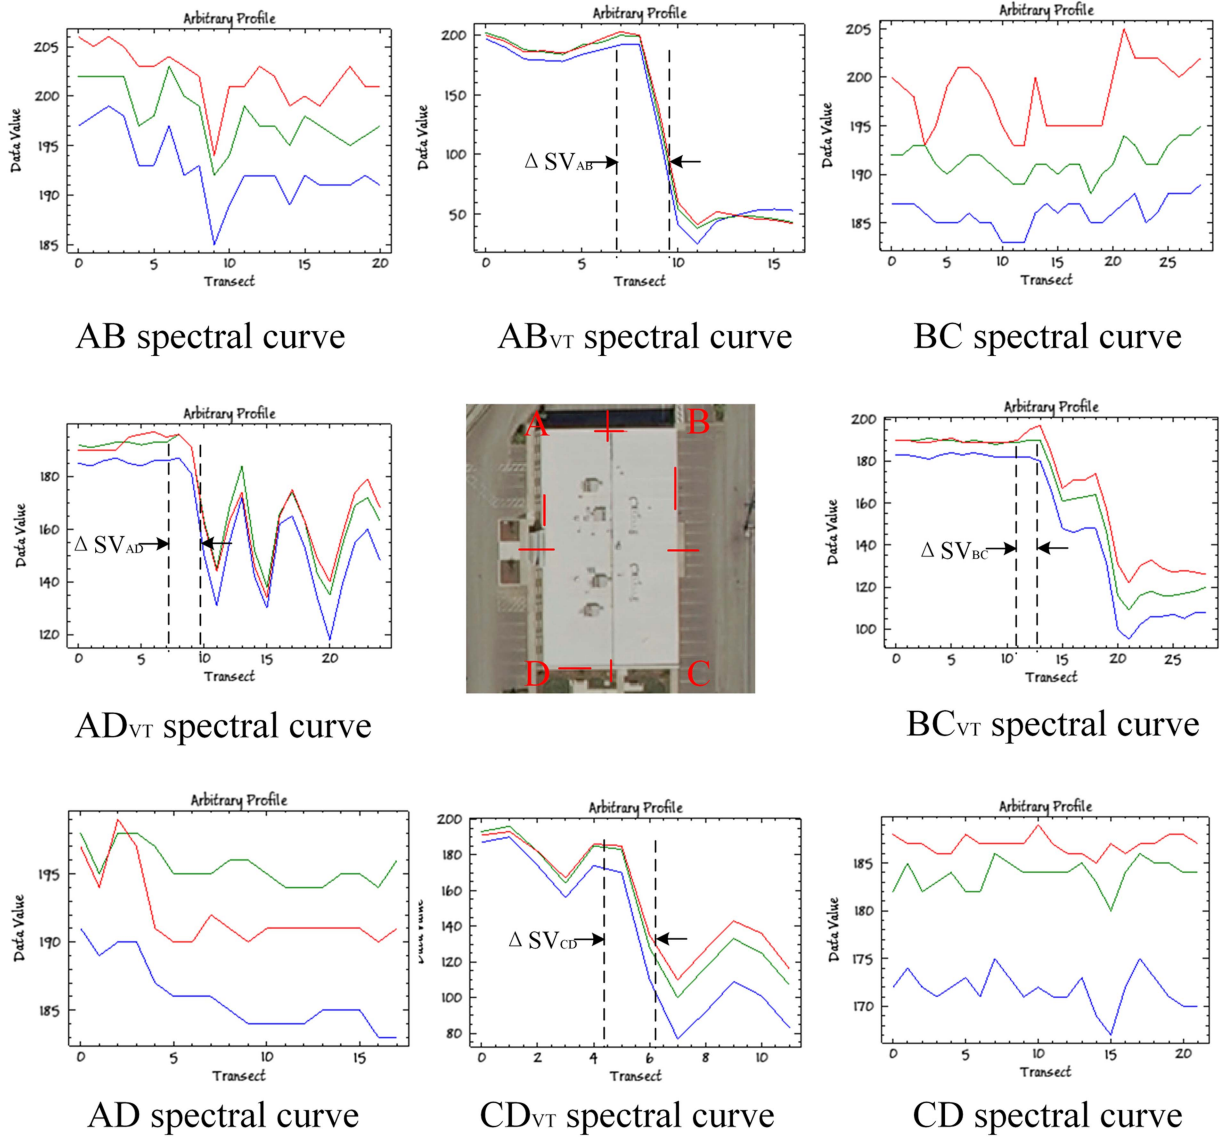 Arbitrary Profile
Data Value
205
200
195
190
185
0 5 10 15 20
Transect
AB spectral curve
Arbitrary Profile
Data Value
200
150
100
50
Δ SVAB
0 5 10 15
Transect
ABVT spectral curve
Arbitrary Profile
Data Value
205
200
195
190
185
0 5 10 15 20 25
Transect
BC spectral curve
Arbitrary Profile
Data Value
180
160
140
120
Δ SVAD
0 5 10 15 20
Transect
ADVT spectral curve
A B
D C
Arbitrary Profile
Data Value
200
180
160
140
120
100
Δ SVBC
0 5 10 15 20 25
Transect
BCVT spectral curve
Arbitrary Profile
Data Value
195
190
185
0 5 10 15
Transect
AD spectral curve
Arbitrary Profile
Data Value
200
180
160
140
120
100
80
Δ SVCD
0 2 4 6 8 10
Transect
CDVT spectral curve
Arbitrary Profile
Data Value
185
180
175
170
0 5 10 15 20
Transect
CD spectral curve